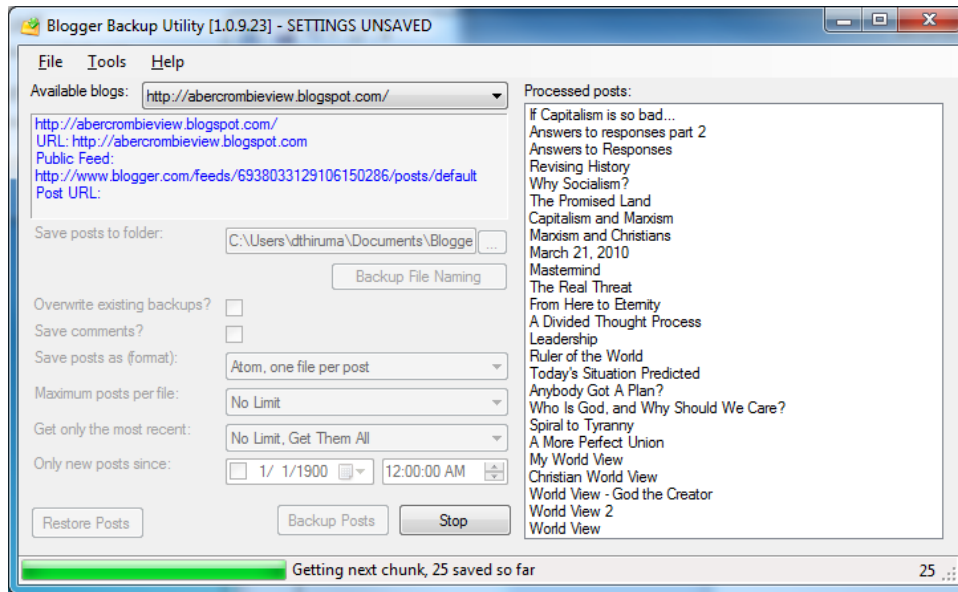 Blogger Backup Utility [1.0.9.23] - SETTINGS UNSAVED
File Tools Help
Available blogs: http://abercrombieview.blogspot.com/
http://abercrombieview.blogspot.com/
URL: http://abercrombieview.blogspot.com
Public Feed:
http://www.blogger.com/feeds/6938033129106150286/posts/default
Post URL:
Save posts to folder: C:\Users\dthiruma\Documents\Blogge ...
Backup File Naming
Overwrite existing backups?
Save comments?
Save posts as (format): Atom, one file per post
Maximum posts per file: No Limit
Get only the most recent: No Limit, Get Them All
Only new posts since: 1/ 1/1900 12:00:00 AM
Restore Posts Backup Posts Stop
Processed posts:
If Capitalism is so bad...
Answers to responses part 2
Answers to Responses
Revising History
Why Socialism?
The Promised Land
Capitalism and Marxism
Marxism and Christians
March 21, 2010
Mastermind
The Real Threat
From Here to Eternity
A Divided Thought Process
Leadership
Ruler of the World
Today's Situation Predicted
Anybody Got A Plan?
Who Is God, and Why Should We Care?
Spiral to Tyranny
A More Perfect Union
My World View
Christian World View
World View - God the Creator
World View 2
World View
Getting next chunk, 25 saved so far 25